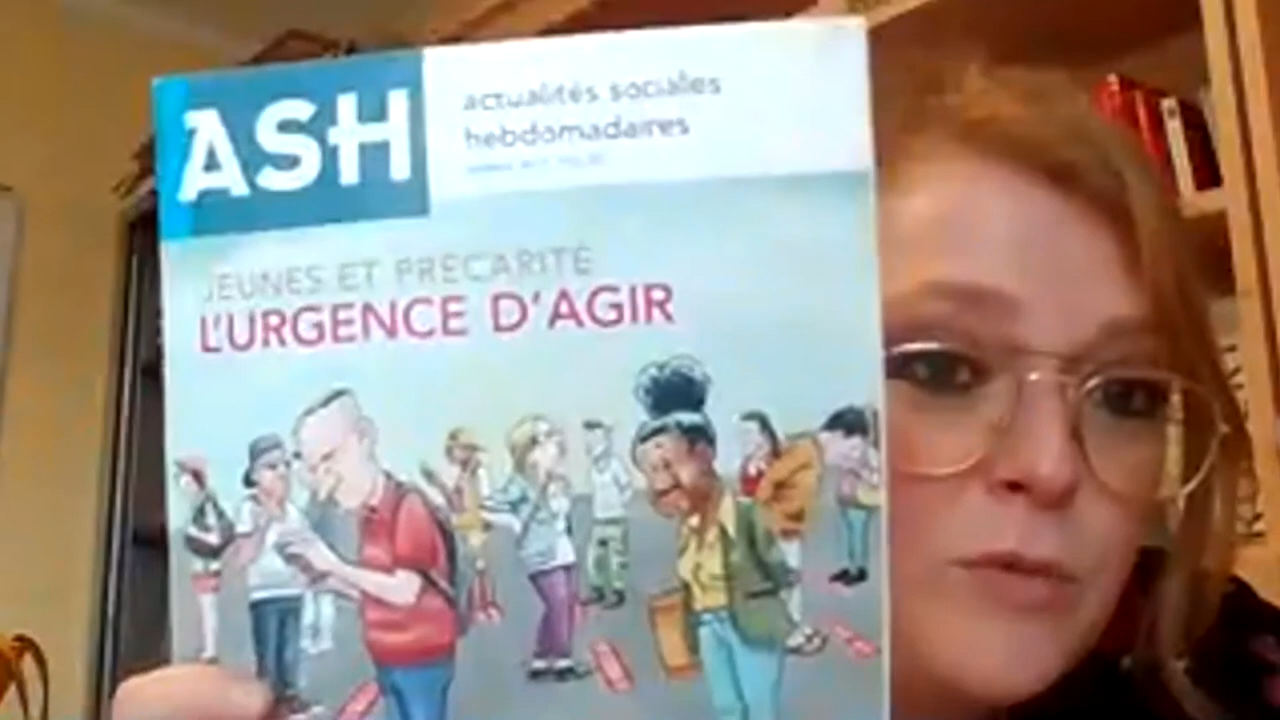 ASH
actualités sociales
hebdomadaires
JEUNES ET PRÉCARITÉ
L'URGENCE D'AGIR